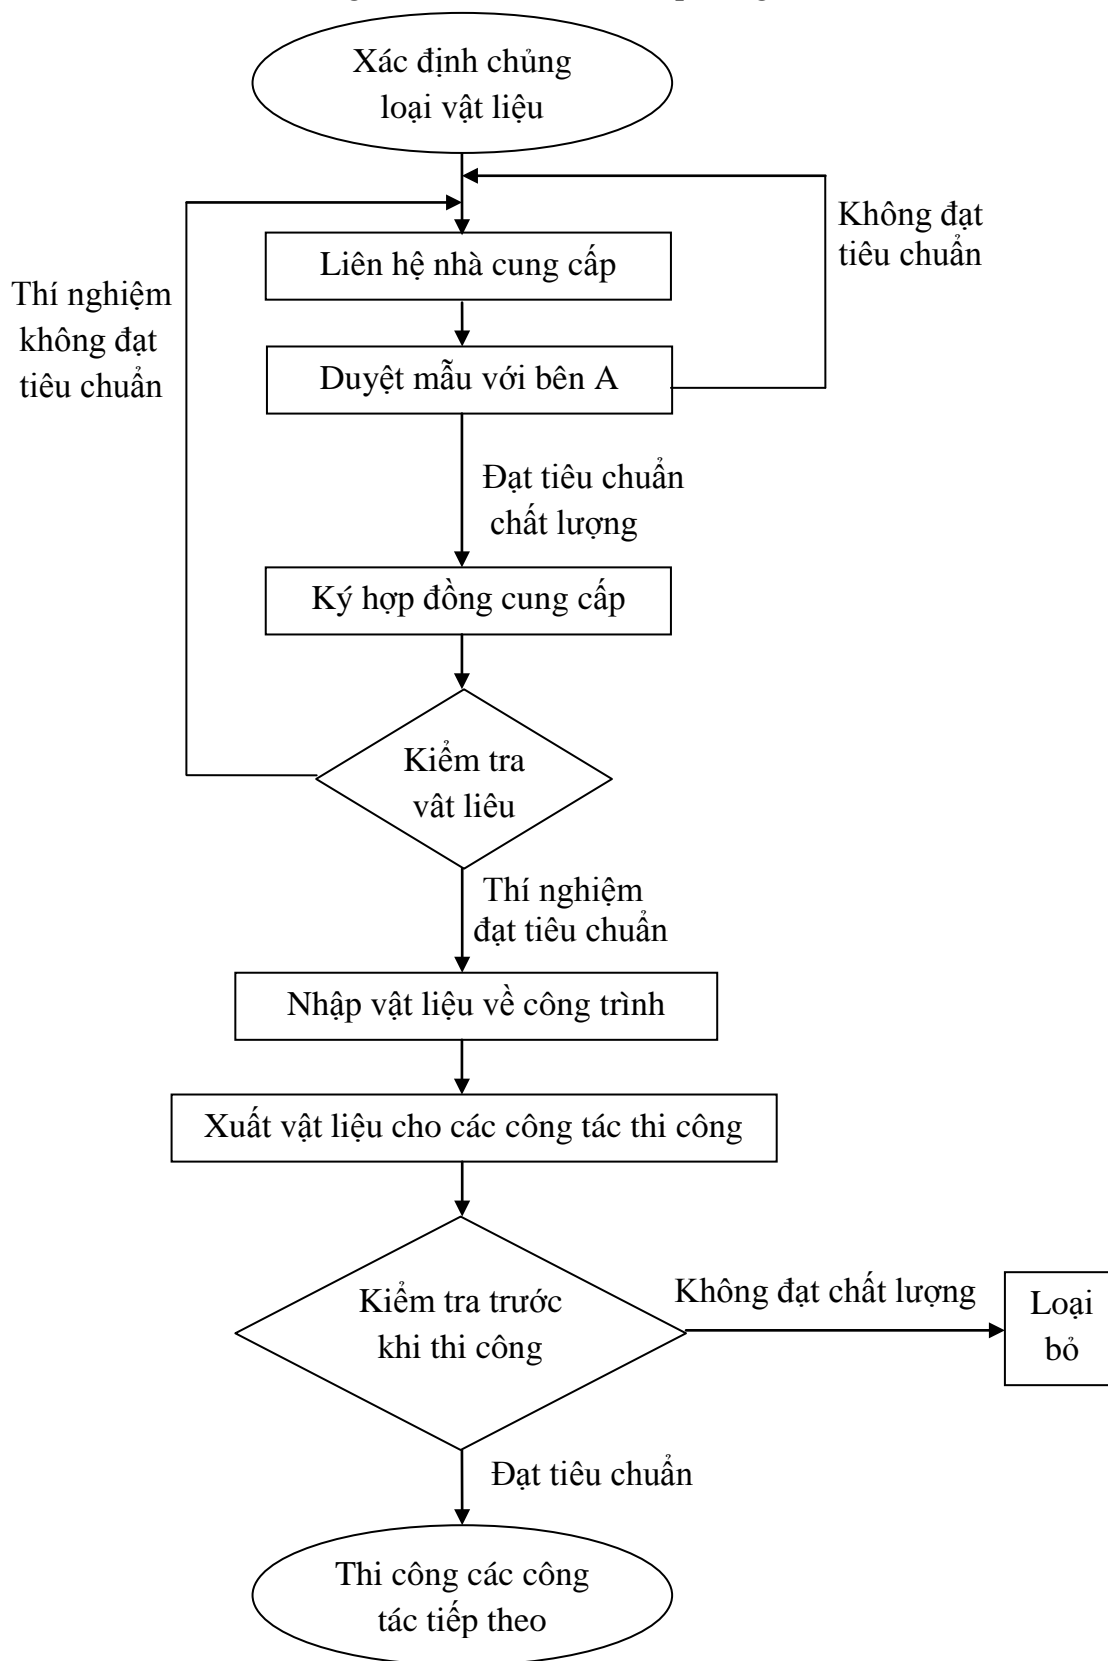 Xác định chủng
loại vật liệu
Không đạt
tiêu chuẩn
Liên hệ nhà cung cấp
Thí nghiệm
không đạt
tiêu chuẩn
Duyệt mẫu với bên A
Đạt tiêu chuẩn
chất lượng
Ký hợp đồng cung cấp
Kiểm tra
vât liêu
Thí nghiệm
đạt tiêu chuẩn
Nhập vật liệu về công trình
Xuất vật liệu cho các công tác thi công
Kiểm tra trước
khi thi công
Không đạt chất lượng
Loại
bỏ
Đạt tiêu chuẩn
Thi công các công
tác tiếp theo